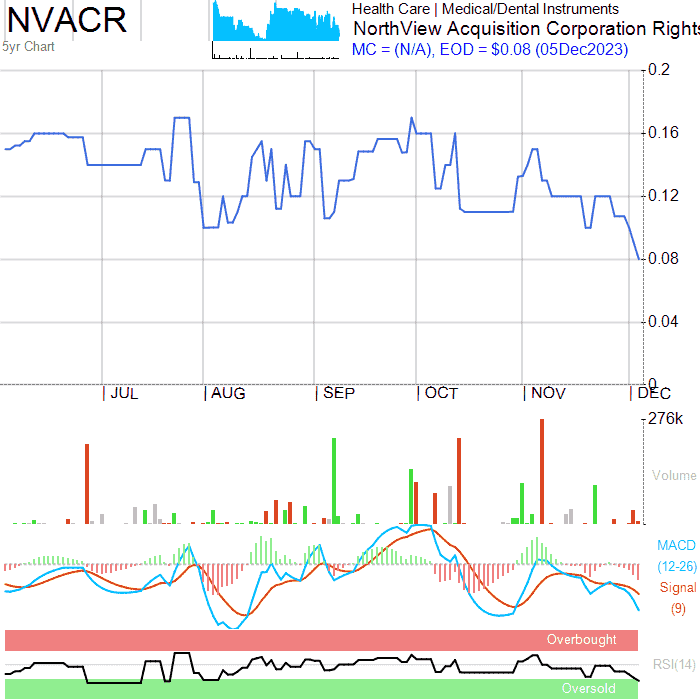 NVACR
5yr Chart
Health Care | Medical/Dental Instruments
NorthView Acquisition Corporation Rights
MC = (N/A), EOD = $0.08 (05Dec2023)
0.2
0.16
0.12
0.08
0.04
0
JUL AUG SEP OCT NOV DEC
276k
Volume
MACD
(12-26)
Signal
(9)
Overbought
RSI(14)
Oversold